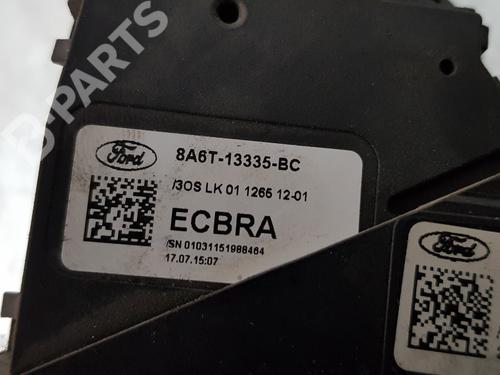 B-PARTS
Ford
8A6T-13335-BC
/3OS LK 01 1265 12-01
ECBRA
/SN 01031151988464
17.07.15:07
Ford